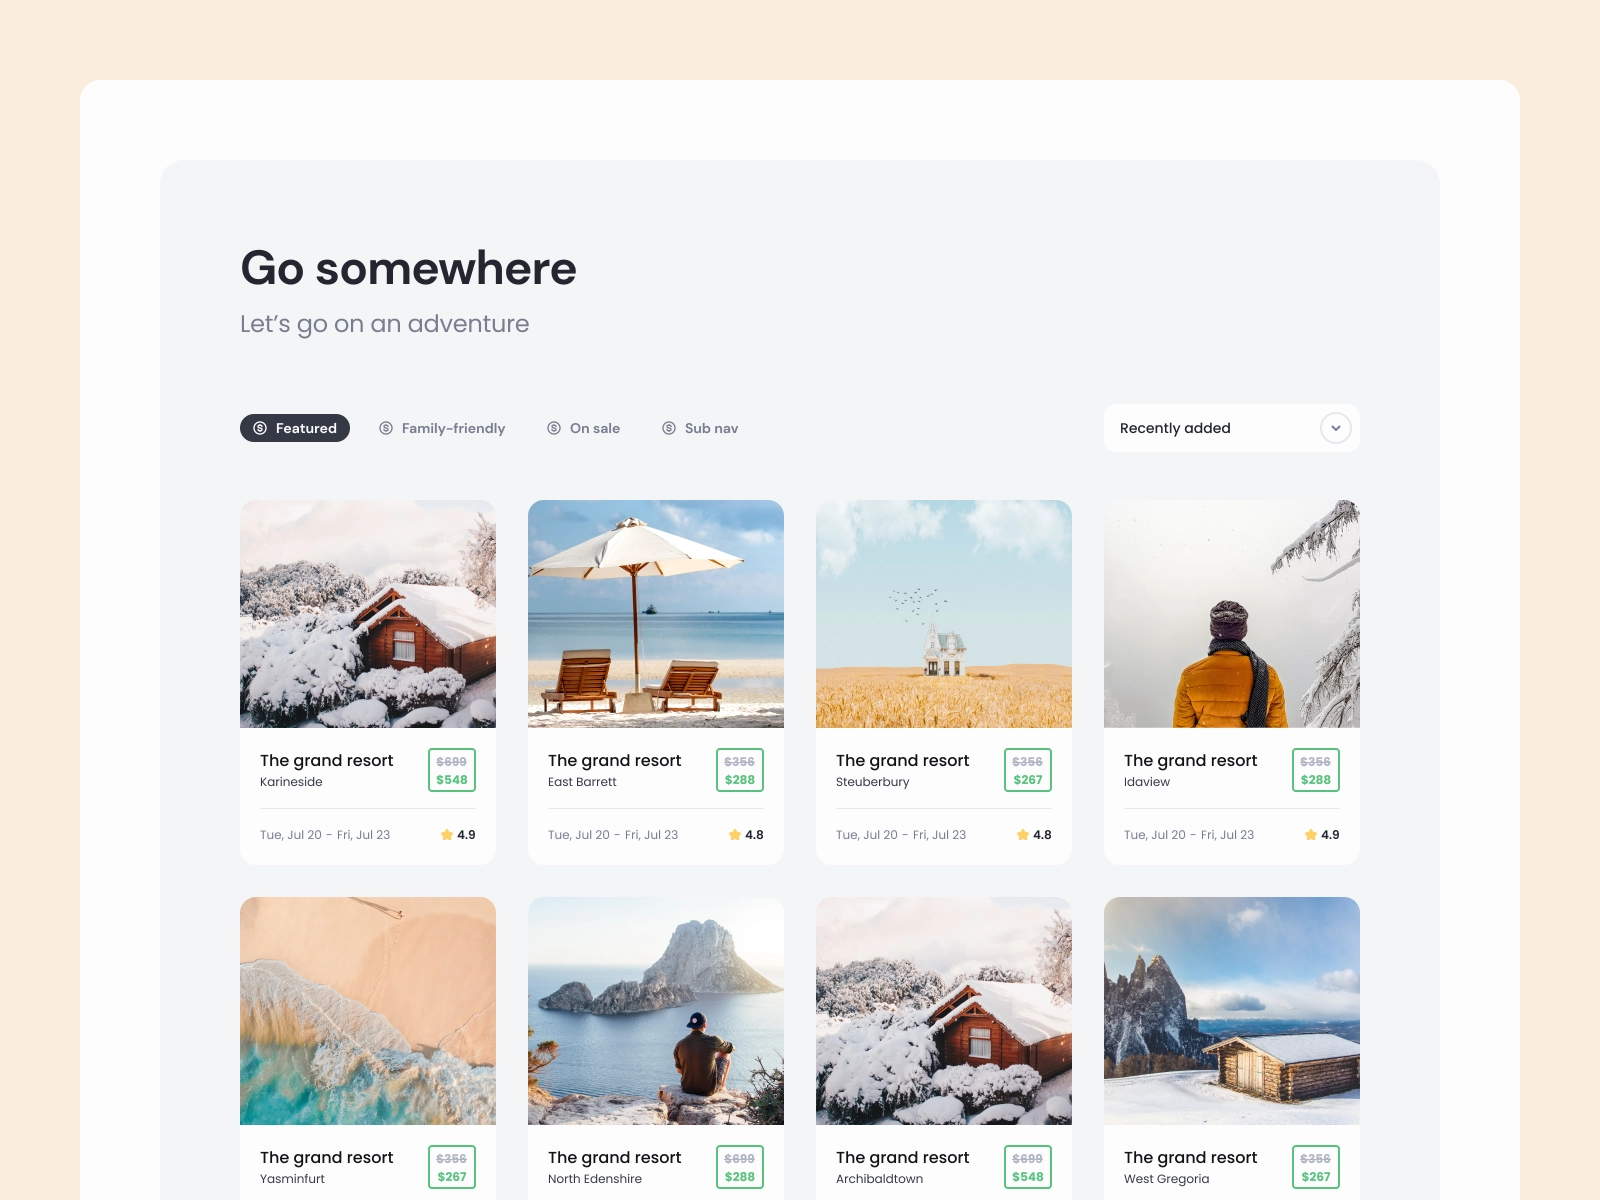 Go somewhere
Let’s go on an adventure
Featured
Family-friendly
On sale
Sub nav
Recently added
The grand resort
Karineside
$699
$548
Tue, Jul 20 - Fri, Jul 23
4.9
The grand resort
East Barrett
$356
$288
Tue, Jul 20 - Fri, Jul 23
4.8
The grand resort
Steuberbury
$356
$267
Tue, Jul 20 - Fri, Jul 23
4.8
The grand resort
Idaview
$356
$288
Tue, Jul 20 - Fri, Jul 23
4.9
The grand resort
Yasminfurt
$356
$267
The grand resort
North Edenshire
$699
$288
The grand resort
Archibaldtown
$699
$548
The grand resort
West Gregoria
$356
$267